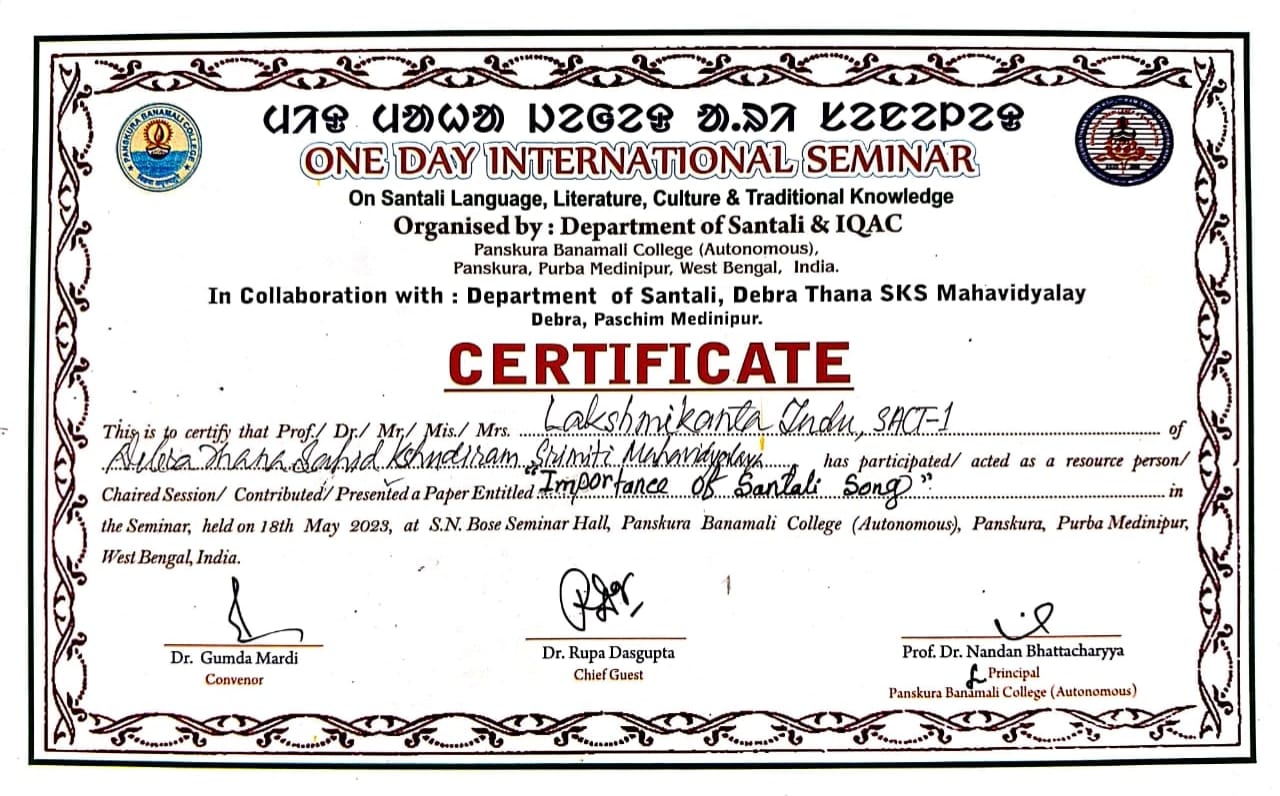 ONE DAY INTERNATIONAL SEMINAR
On Santali Language, Literature, Culture & Traditional Knowledge
Organised by : Department of Santali & IQAC
Panskura Banamali College (Autonomous),
Panskura, Purba Medinipur, West Bengal, India.
In Collaboration with : Department of Santali, Debra Thana SKS Mahavidyalay
Debra, Paschim Medinipur.
CERTIFICATE
This is to certify that Prof./ Dr./ Mr./ Mis./ Mrs. Lakshmikanta Indu, SACT-1 of
Debra Thana Sahid Kshudiram Smriti Mahavidyalaya has participated/ acted as a resource person/
Chaired Session/ Contributed/ Presented a Paper Entitled "Importance of Santali Song" in
the Seminar, held on 18th May 2023, at S.N. Bose Seminar Hall, Panskura Banamali College (Autonomous), Panskura, Purba Medinipur,
West Bengal, India.
Dr. Gumda Mardi
Convenor
Dr. Rupa Dasgupta
Chief Guest
Prof. Dr. Nandan Bhattacharyya
Principal
Panskura Banamali College (Autonomous)
PANSKURA BANAMALI COLLEGE